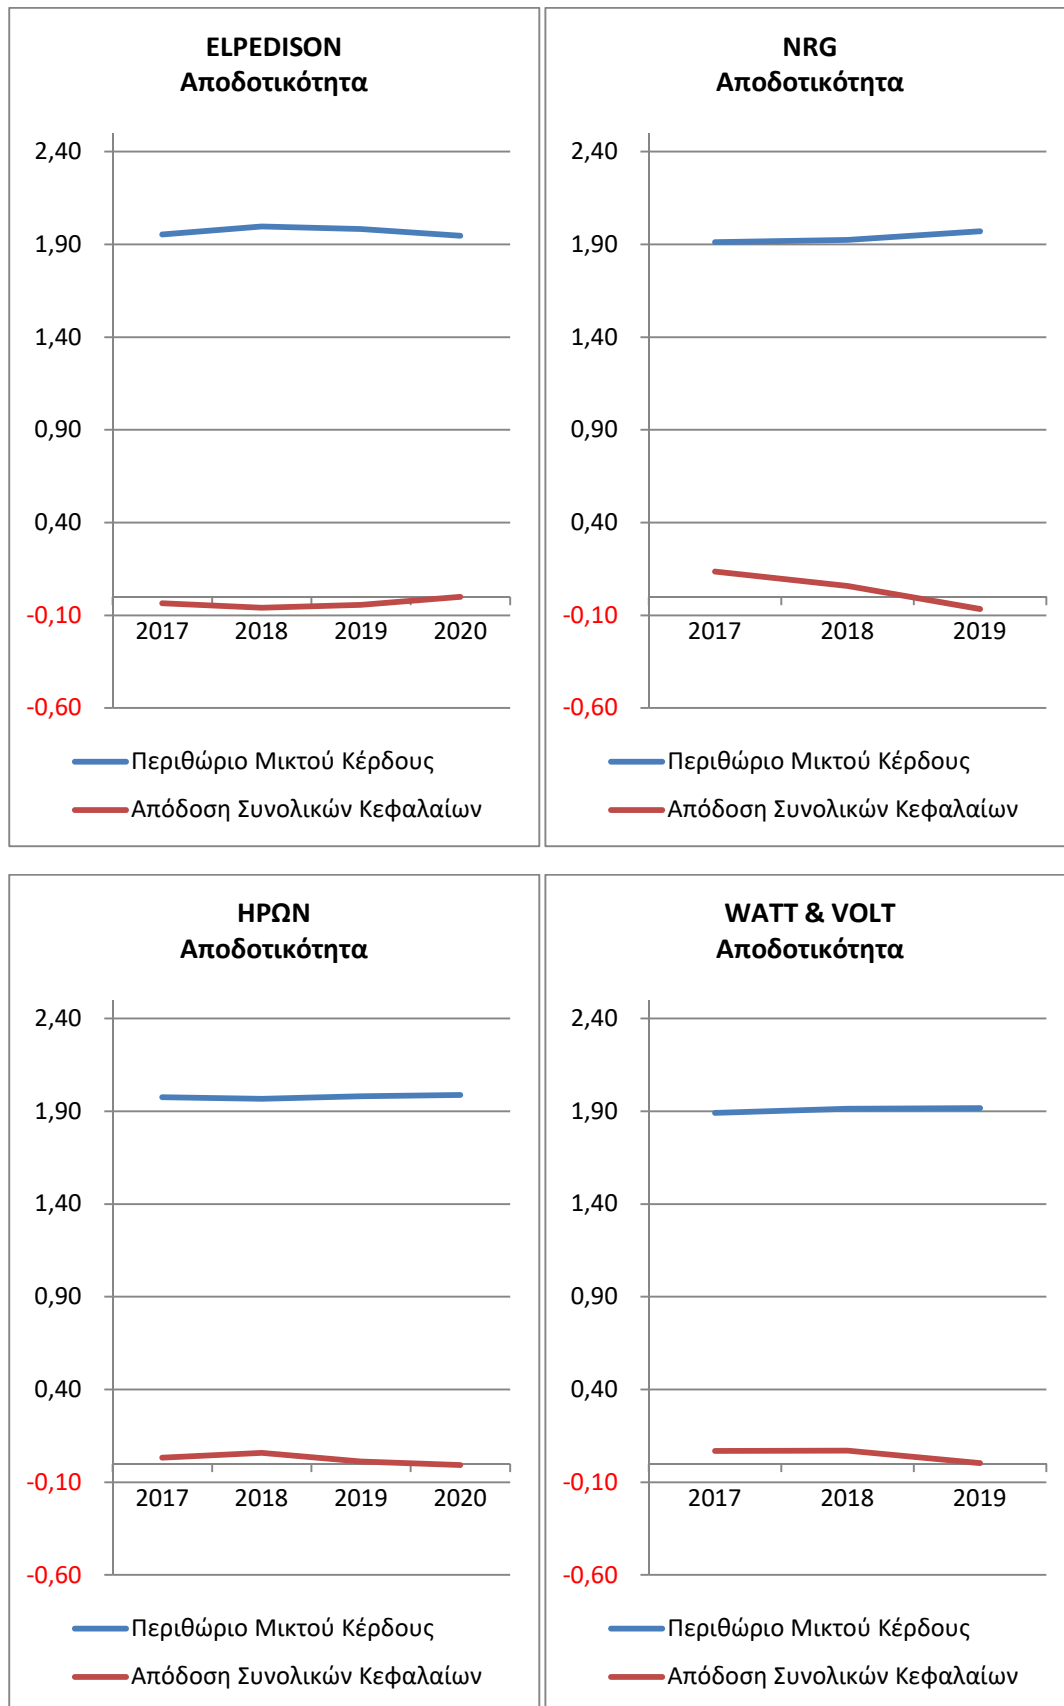 ELPEDISON
Αποδοτικότητα
2,40
1,90
1,40
0,90
0,40
-0,10
-0,60
2017 2018 2019 2020
Περιθώριο Μικτού Κέρδους
Απόδοση Συνολικών Κεφαλαίων
NRG
Αποδοτικότητα
2,40
1,90
1,40
0,90
0,40
-0,10
-0,60
2017 2018 2019
Περιθώριο Μικτού Κέρδους
Απόδοση Συνολικών Κεφαλαίων
ΗΡΩΝ
Αποδοτικότητα
2,40
1,90
1,40
0,90
0,40
-0,10
-0,60
2017 2018 2019 2020
Περιθώριο Μικτού Κέρδους
Απόδοση Συνολικών Κεφαλαίων
WATT & VOLT
Αποδοτικότητα
2,40
1,90
1,40
0,90
0,40
-0,10
-0,60
2017 2018 2019
Περιθώριο Μικτού Κέρδους
Απόδοση Συνολικών Κεφαλαίων